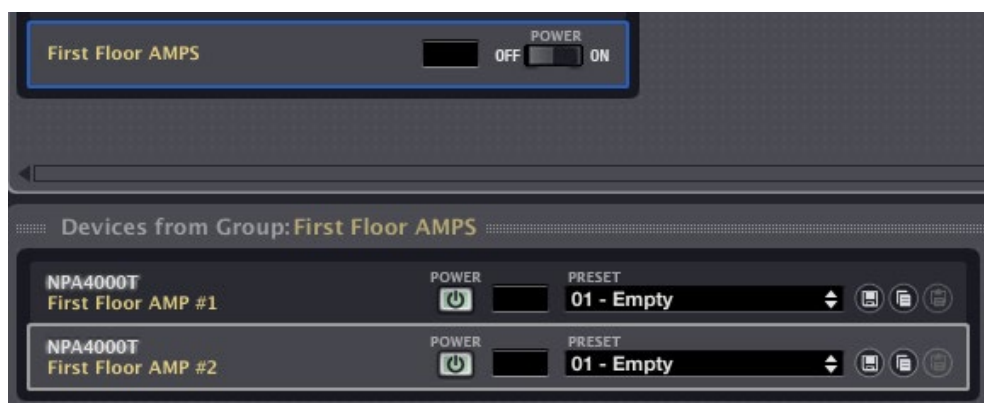 POWER
First Floor AMPS OFF ON
Devices from Group: First Floor AMPS
NPA4000T POWER PRESET
First Floor AMP #1 01 - Empty
NPA4000T POWER PRESET
First Floor AMP #2 01 - Empty